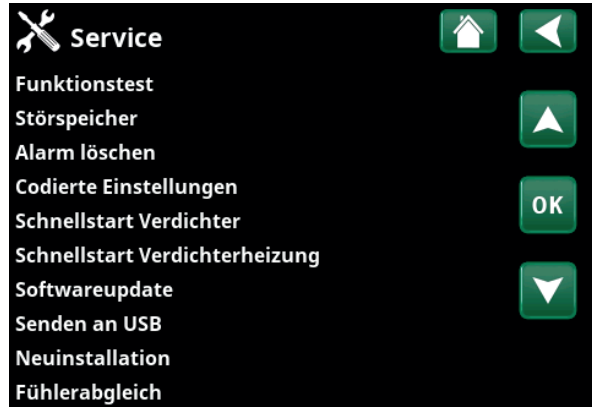 Service
Funktionstest
Störspeicher
Alarm löschen
Codierte Einstellungen
OK
Schnellstart Verdichter
Schnellstart Verdichterheizung
Softwareupdate
Senden an USB
Neuinstallation
Fühlerabgleich